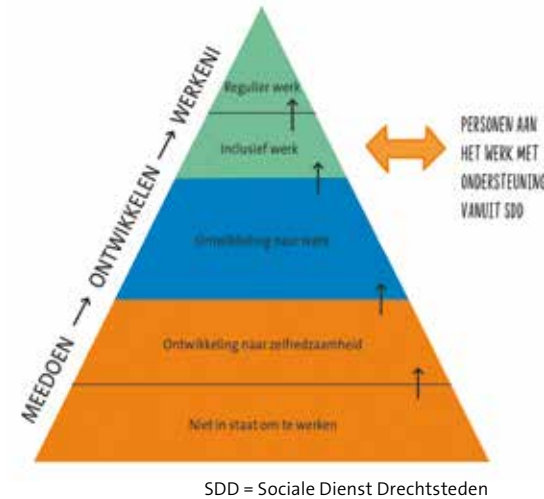 MEEDOEN → ONTWIKKELEN → WERKEN!
Regulier werk
Inclusief werk
Ontwikkeling naar werk
Ontwikkeling naar zelfredzaamheid
Niet in staat om te werken
PERSONEN AAN
HET WERK MET
ONDERSTEUNING
VANUIT SDD
SDD = Sociale Dienst Drechtsteden